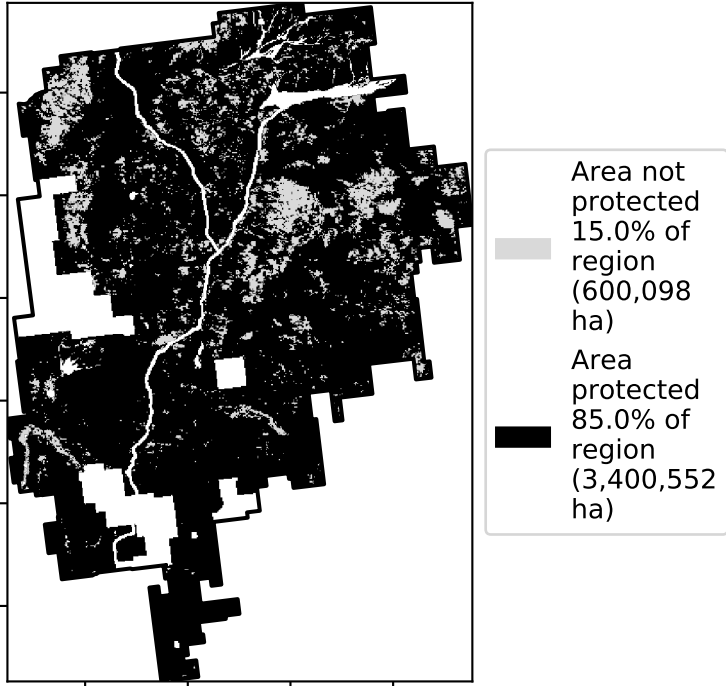 Area not
protected
15.0% of
region
(600,098
ha)
Area
protected
85.0% of
region
(3,400,552
ha)